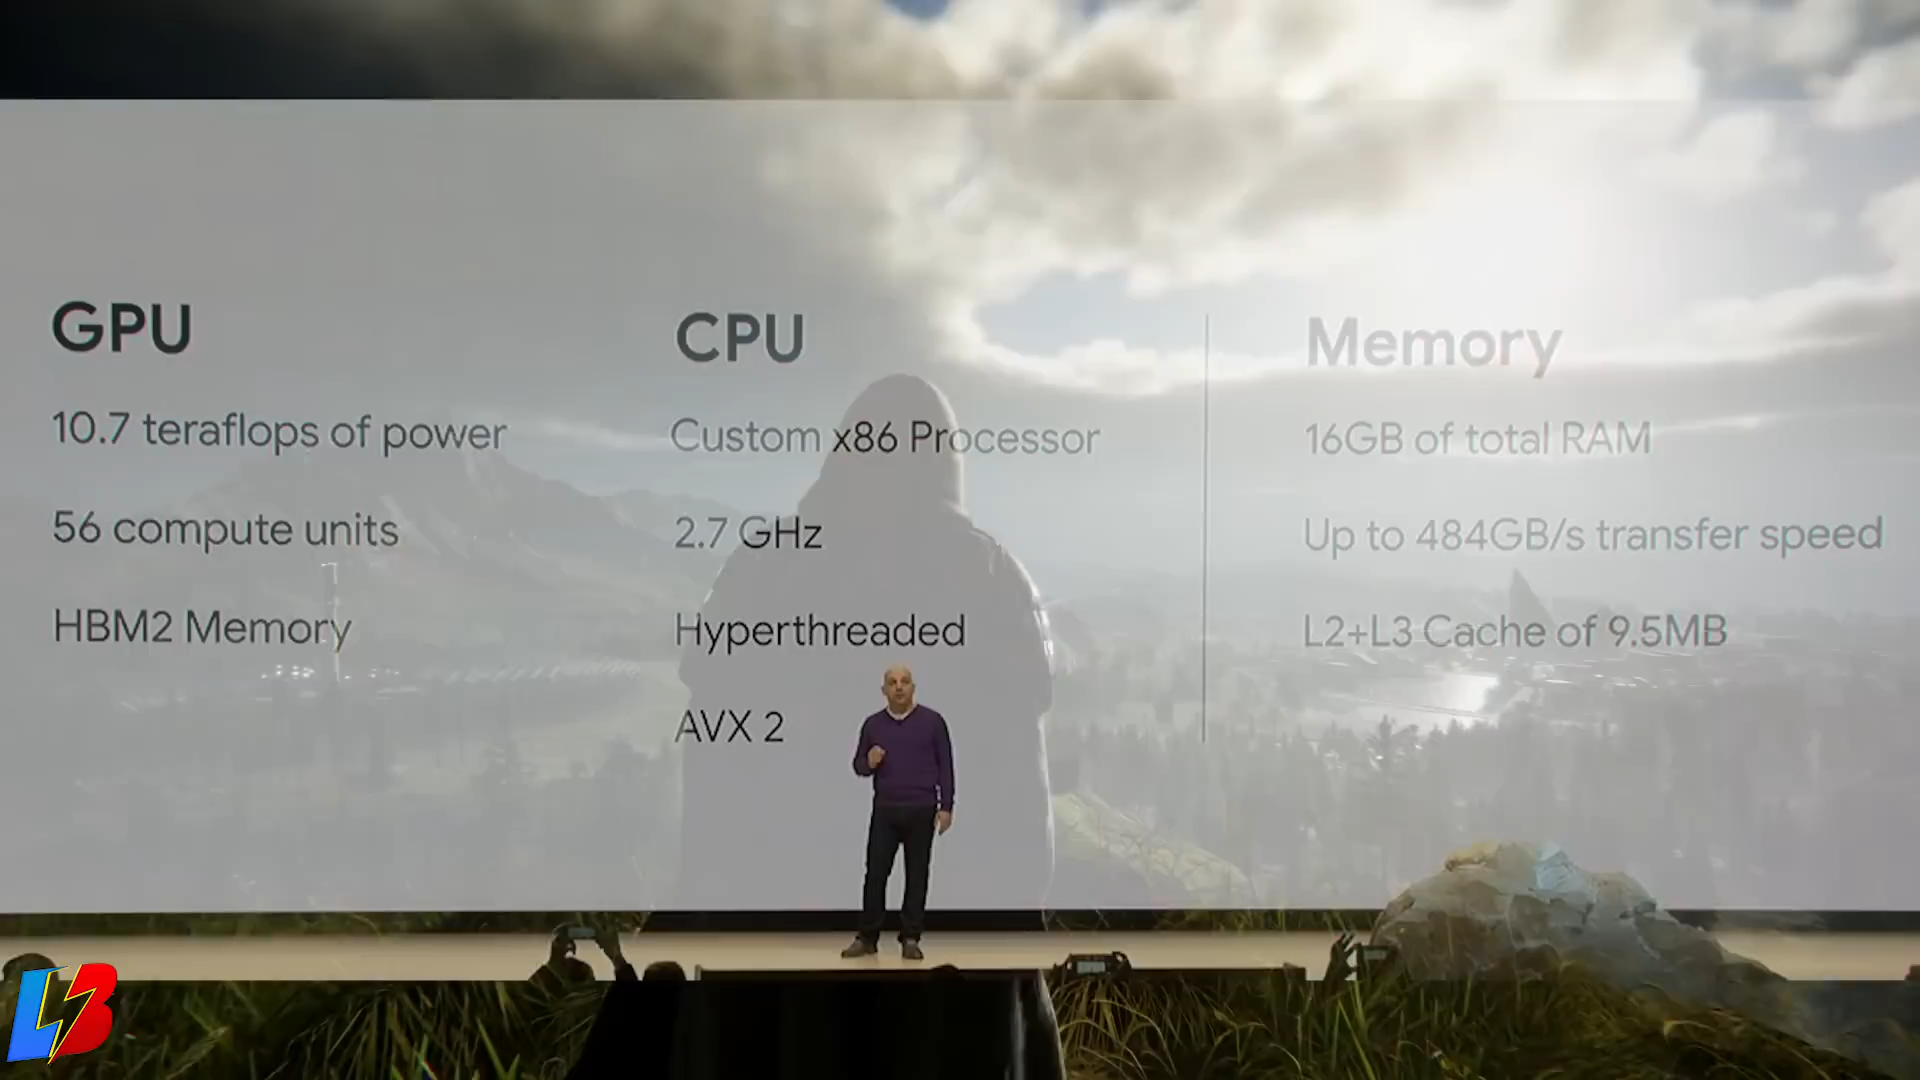 GPU
10.7 teraflops of power
56 compute units
HBM2 Memory
CPU
Custom x86 Processor
2.7 GHz
Hyperthreaded
AVX 2
Memory
16GB of total RAM
Up to 484GB/s transfer speed
L2+L3 Cache of 9.5MB
LB